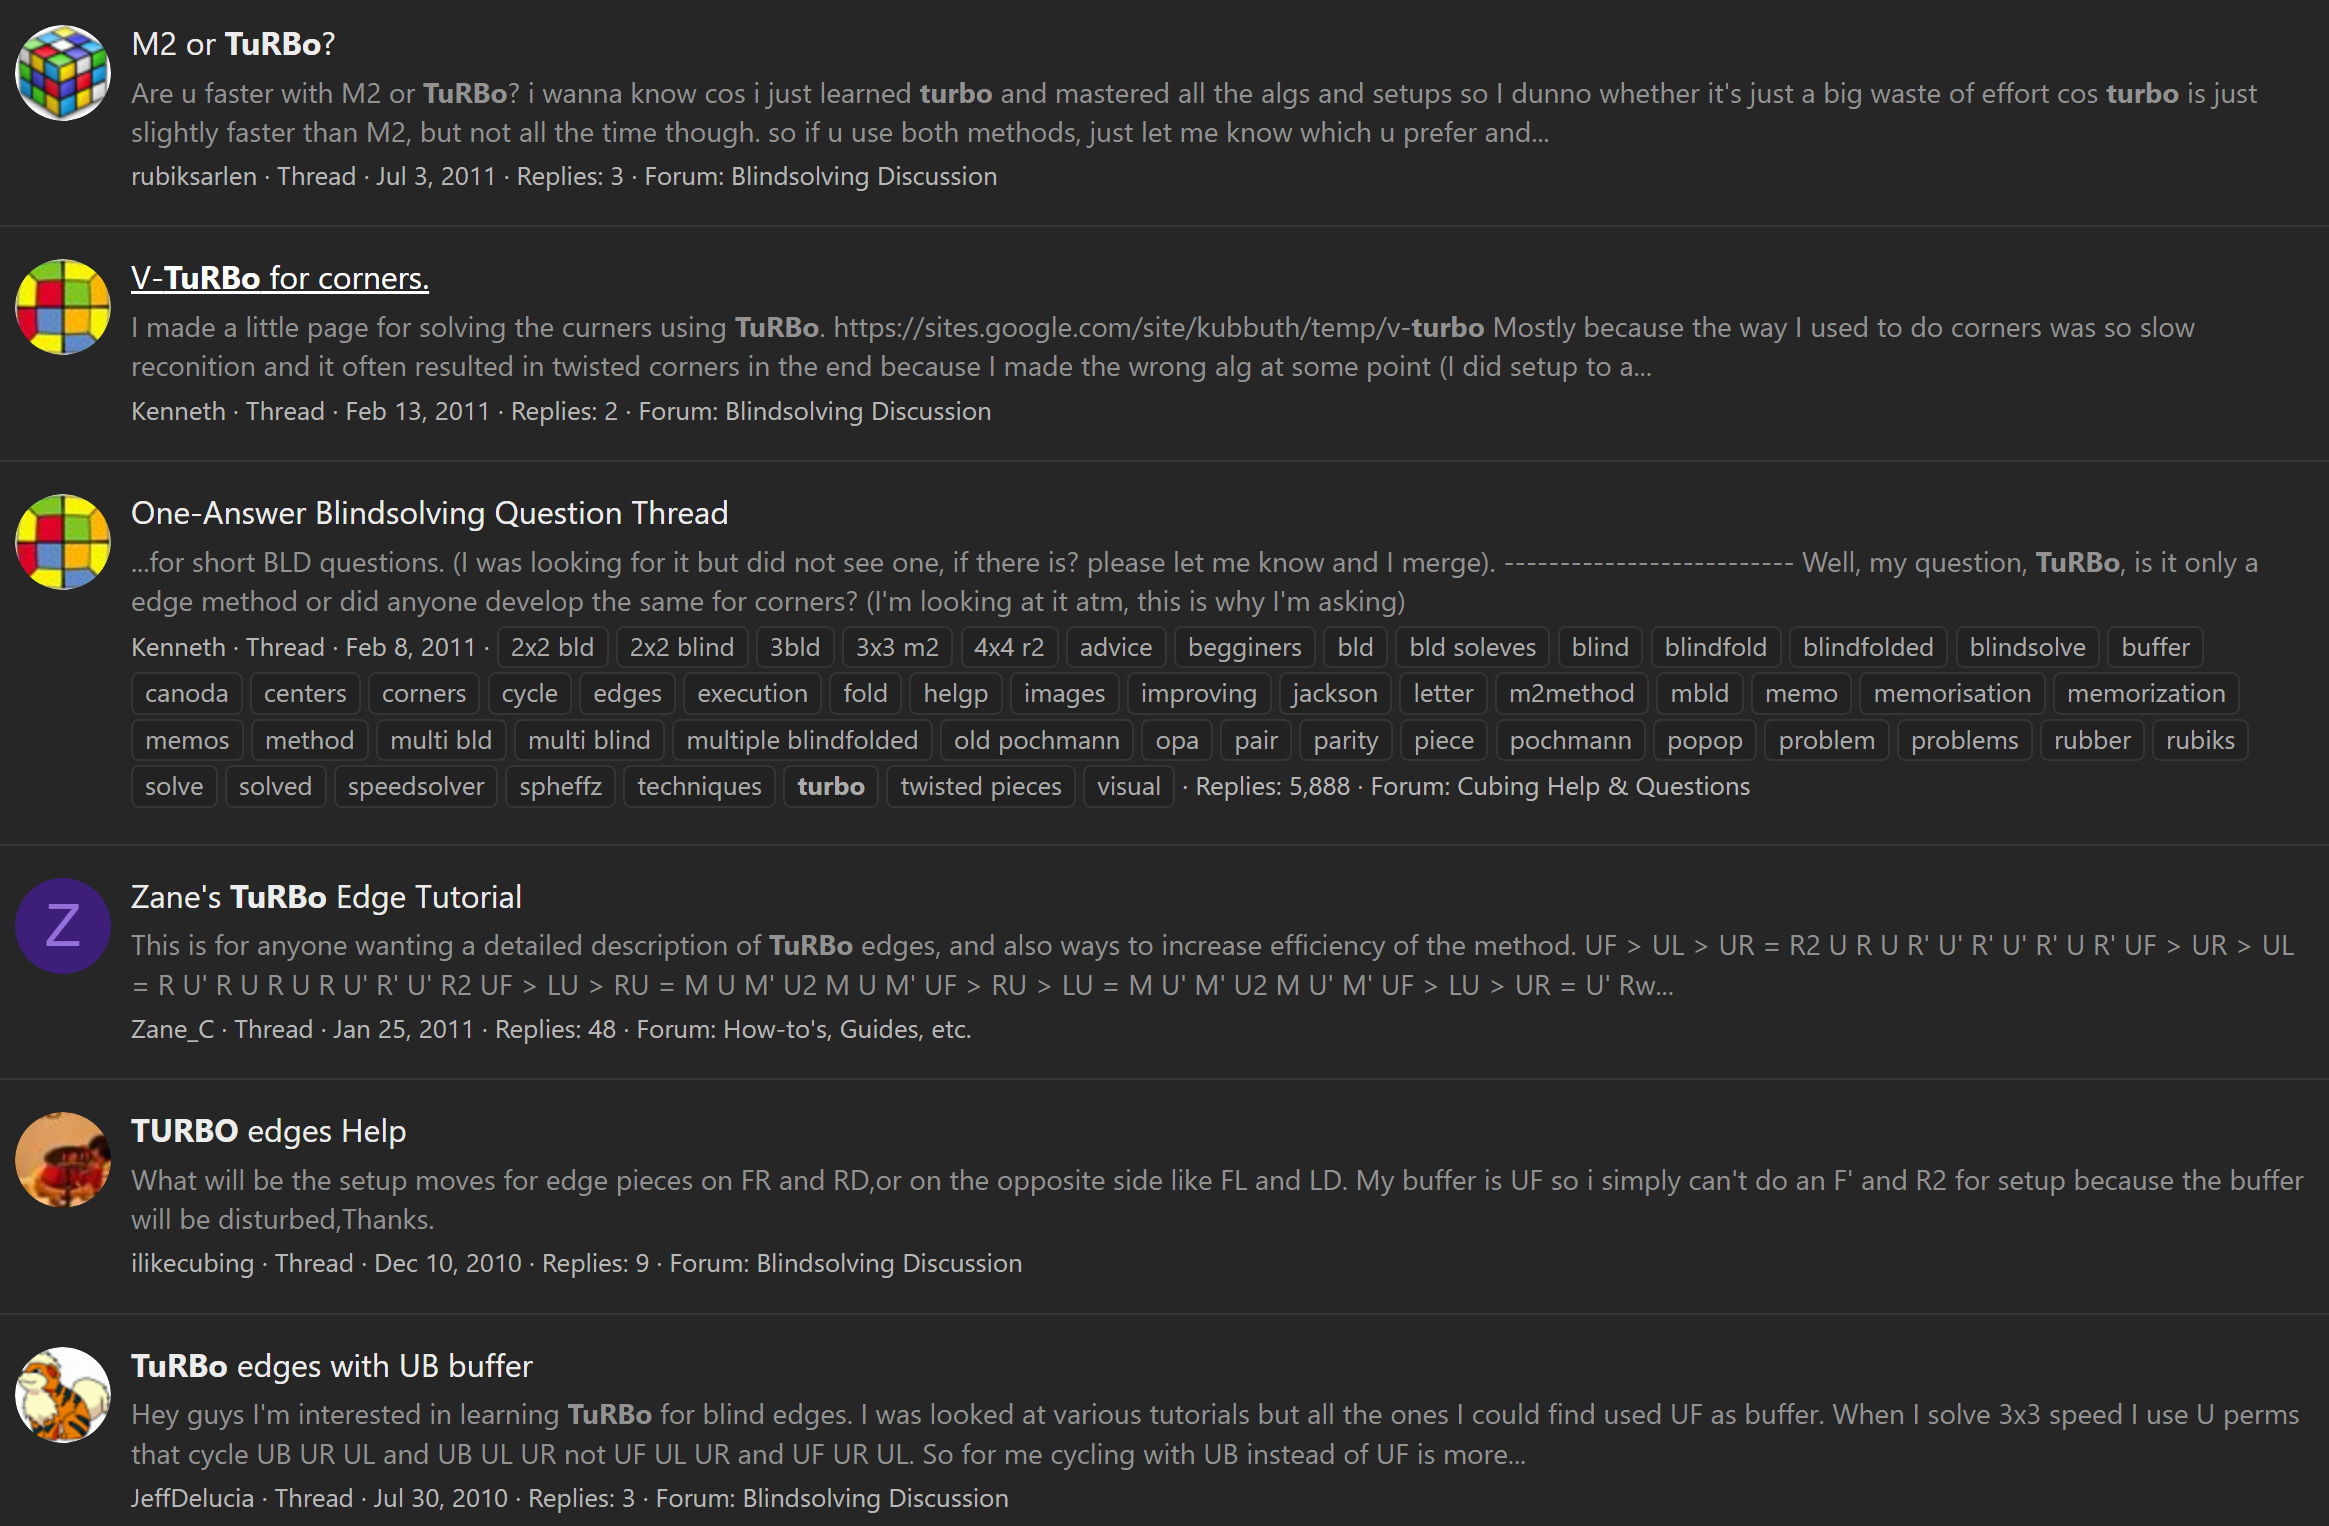 M2 or TuRBo?
Are u faster with M2 or TuRBo? i wanna know cos i just learned turbo and mastered all the algs and setups so I dunno whether it's just a big waste of effort cos turbo is just
slightly faster than M2, but not all the time though. so if u use both methods, just let me know which u prefer and...
rubiksarlen · Thread · Jul 3, 2011 · Replies: 3 · Forum: Blindsolving Discussion
V-TuRBo for corners.
I made a little page for solving the curners using TuRBo. https://sites.google.com/site/kubbuth/temp/v-turbo Mostly because the way I used to do corners was so slow
reconition and it often resulted in twisted corners in the end because I made the wrong alg at some point (I did setup to a...
Kenneth · Thread · Feb 13, 2011 · Replies: 2 · Forum: Blindsolving Discussion
One-Answer Blindsolving Question Thread
...for short BLD questions. (I was looking for it but did not see one, if there is? please let me know and I merge). -------------------------- Well, my question, TuRBo, is it only a
edge method or did anyone develop the same for corners? (I'm looking at it atm, this is why I'm asking)
Kenneth · Thread · Feb 8, 2011 · 2x2 bld 2x2 blind 3bld 3x3 m2 4x4 r2 advice begginers bld bld soleves blind blindfold blindfolded blindsolve buffer
canoda centers corners cycle edges execution fold helgp images improving jackson letter m2method mbld memo memorisation memorization
memos method multi bld multi blind multiple blindfolded old pochmann opa pair parity piece pochmann popop problem problems rubber rubiks
solve solved speedsolver spheffz techniques turbo twisted pieces visual · Replies: 5,888 · Forum: Cubing Help & Questions
Z
Zane's TuRBo Edge Tutorial
This is for anyone wanting a detailed description of TuRBo edges, and also ways to increase efficiency of the method. UF > UL > UR = R2 U R U R' U' R' U' R' U R' UF > UR > UL
= R U' R U R U R U' R' U' R2 UF > LU > RU = M U M' U2 M U M' UF > RU > LU = M U' M' U2 M U' M' UF > LU > UR = U' Rw...
Zane_C · Thread · Jan 25, 2011 · Replies: 48 · Forum: How-to's, Guides, etc.
TURBO edges Help
What will be the setup moves for edge pieces on FR and RD,or on the opposite side like FL and LD. My buffer is UF so i simply can't do an F' and R2 for setup because the buffer
will be disturbed,Thanks.
ilikecubing · Thread · Dec 10, 2010 · Replies: 9 · Forum: Blindsolving Discussion
TuRBo edges with UB buffer
Hey guys I'm interested in learning TuRBo for blind edges. I was looked at various tutorials but all the ones I could find used UF as buffer. When I solve 3x3 speed I use U perms
that cycle UB UR UL and UB UL UR not UF UL UR and UF UR UL. So for me cycling with UB instead of UF is more...
JeffDelucia · Thread · Jul 30, 2010 · Replies: 3 · Forum: Blindsolving Discussion